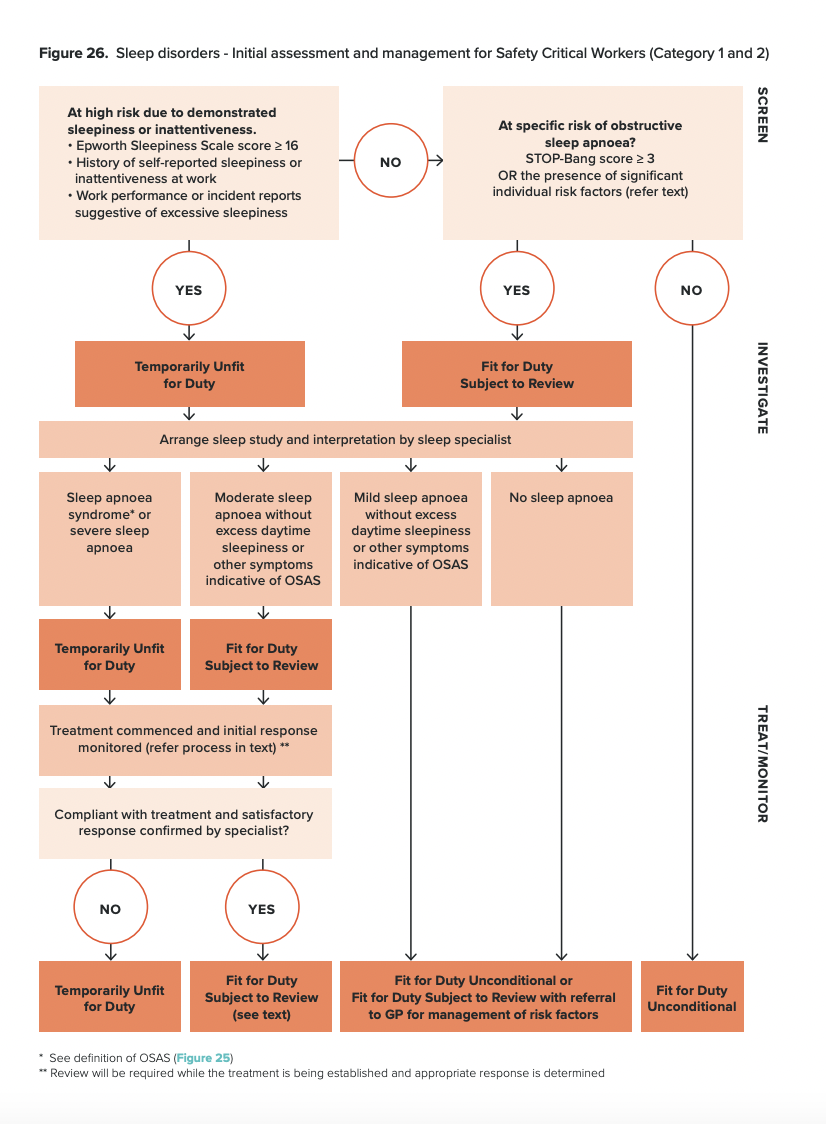 Figure 26. Sleep disorders - Initial assessment and management for Safety Critical Workers (Category 1 and 2)
At high risk due to demonstrated
sleepiness or inattentiveness.
• Epworth Sleepiness Scale score ≥ 16
• History of self-reported sleepiness or
inattentiveness at work
• Work performance or incident reports
suggestive of excessive sleepiness
NO
At specific risk of obstructive
sleep apnoea?
STOP-Bang score ≥ 3
OR the presence of significant
individual risk factors (refer text)
SCREEN
YES
YES
NO
Temporarily Unfit
for Duty
Fit for Duty
Subject to Review
INVESTIGATE
Arrange sleep study and interpretation by sleep specialist
Sleep apnoea
syndrome* or
severe sleep
apnoea
Moderate sleep
apnoea without
excess daytime
sleepiness or
other symptoms
indicative of OSAS
Mild sleep apnoea
without excess
daytime sleepiness
or other symptoms
indicative of OSAS
No sleep apnoea
Temporarily Unfit
for Duty
Fit for Duty
Subject to Review
Treatment commenced and initial response
monitored (refer process in text) **
TREAT/MONITOR
Compliant with treatment and satisfactory
response confirmed by specialist?
NO
YES
Temporarily Unfit
for Duty
Fit for Duty
Subject to Review
(see text)
Fit for Duty Unconditional or
Fit for Duty Subject to Review with referral
to GP for management of risk factors
Fit for Duty
Unconditional
* See definition of OSAS (Figure 25)
** Review will be required while the treatment is being established and appropriate response is determined